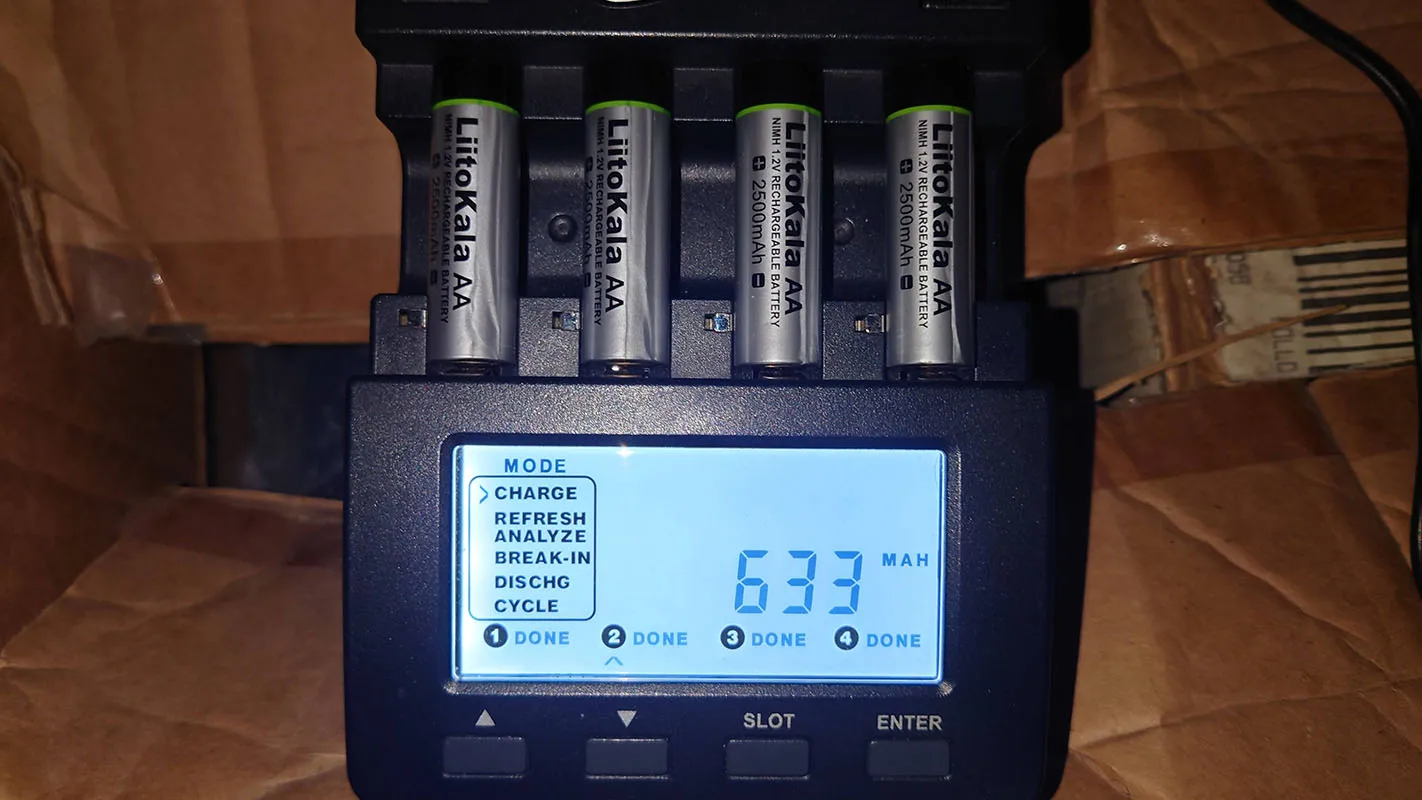 LiitoKala AA
NIMH 1.2V RECHARGEABLE BATTERY
2500mAh
LiitoKala AA
NIMH 1.2V RECHARGEABLE BATTERY
2500mAh
LiitoKala AA
NIMH 1.2V RECHARGEABLE BATTERY
+ 2500mAh -
LiitoKala AA
NIMH 1.2V RECHARGEABLE BATTERY
+ 2500mAh -
MODE
> CHARGE
REFRESH
ANALYZE
BREAK-IN
DISCHG
CYCLE
633 MAH
1 DONE 2 DONE 3 DONE 4 DONE
▲ ▼ SLOT ENTER